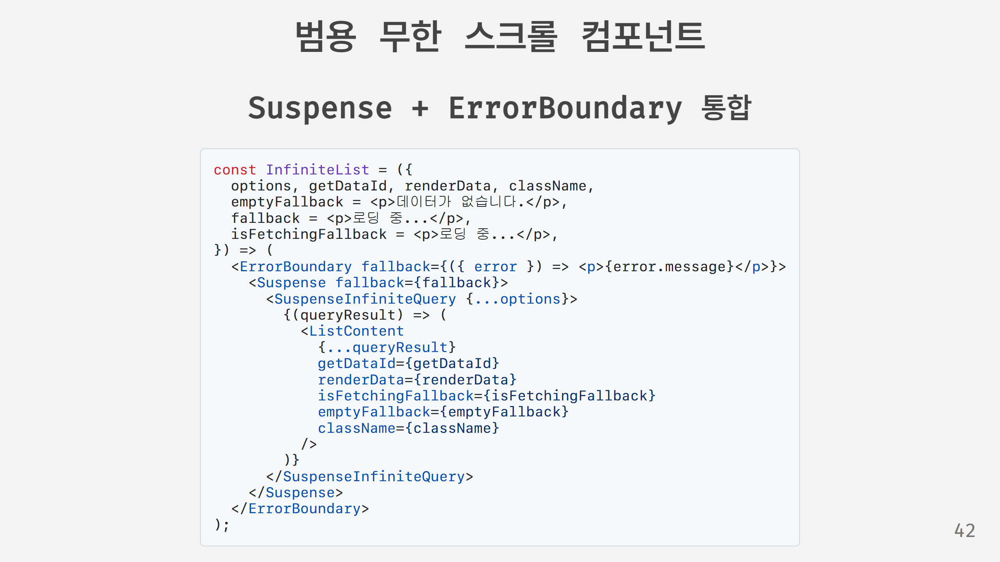 범용 무한 스크롤 컴포넌트
Suspense + ErrorBoundary 통합
const InfiniteList = ({
  options, getDataId, renderData, className,
  emptyFallback = <p>데이터가 없습니다.</p>,
  fallback = <p>로딩 중...</p>,
  isFetchingFallback = <p>로딩 중...</p>,
}) => (
  <ErrorBoundary fallback={({ error }) => <p>{error.message}</p>}>
    <Suspense fallback={fallback}>
      <SuspenseInfiniteQuery {...options}>
        {(queryResult) => (
          <ListContent
            {...queryResult}
            getDataId={getDataId}
            renderData={renderData}
            isFetchingFallback={isFetchingFallback}
            emptyFallback={emptyFallback}
            className={className}
          />
        )}
      </SuspenseInfiniteQuery>
    </Suspense>
  </ErrorBoundary>
);
42